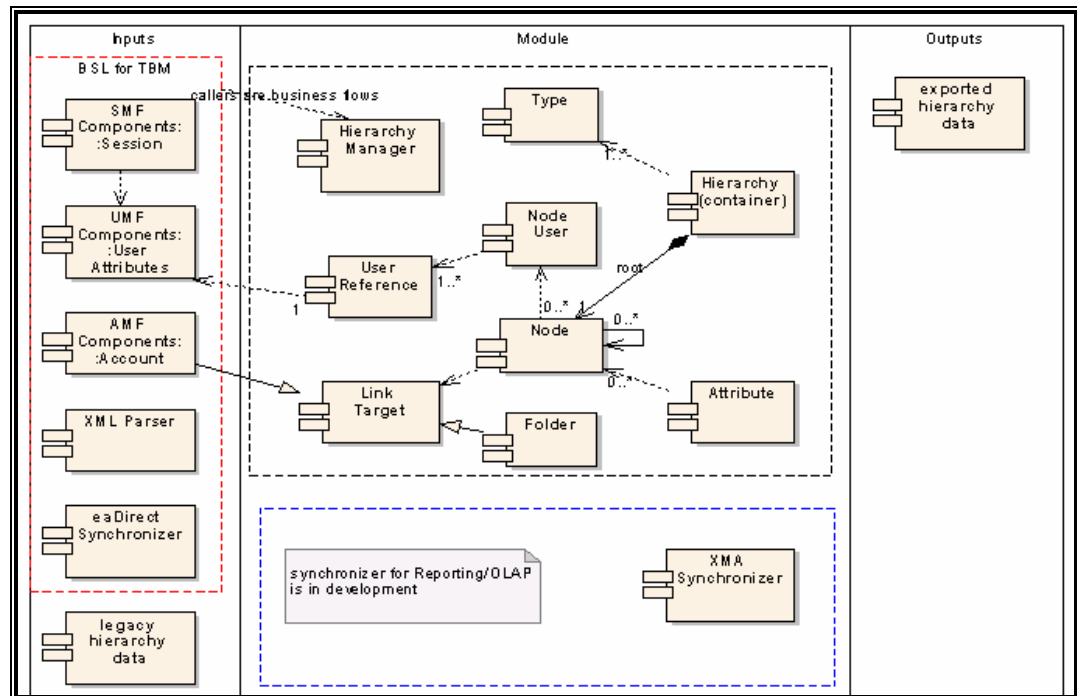 Inputs
Module
Outputs
BSL for TBM
callers are business flows
SMF
Components:
:Session
UMF
Components:
:User
Attributes
AMF
Components:
:Account
XML Parser
eaDirect
Synchronizer
legacy
hierarchy
data
Hierarchy
Manager
Type
1..*
Hierarchy
(container)
Node
User
User
Reference
1..*
1
root
0..*
1
Node
0..*
0..*
Link
Target
Folder
Attribute
synchronizer for Reporting/OLAP
is in development
XMA
Synchronizer
exported
hierarchy
data